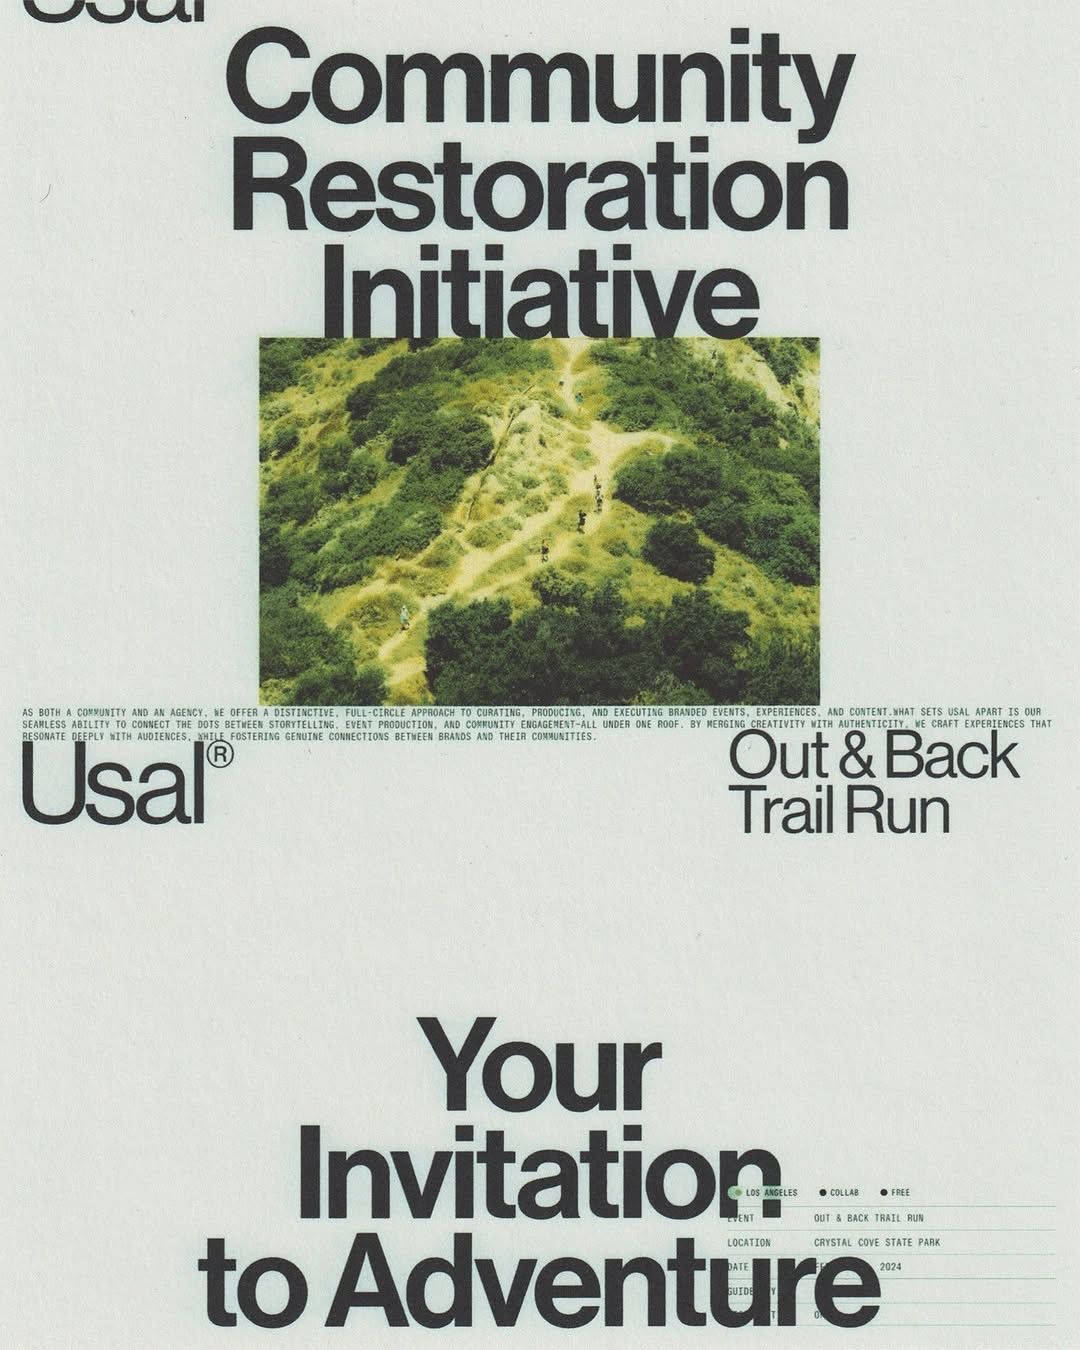 Usal
Community
Restoration
Initiative
AS BOTH A COMMUNITY AND AN AGENCY, WE OFFER A DISTINCTIVE, FULL-CIRCLE APPROACH TO CURATING, PRODUCING, AND EXECUTING BRANDED EVENTS, EXPERIENCES, AND CONTENT.WHAT SETS USAL APART IS OUR
SEAMLESS ABILITY TO CONNECT THE DOTS BETWEEN STORYTELLING, EVENT PRODUCTION, AND COMMUNITY ENGAGEMENT-ALL UNDER ONE ROOF. BY MERGING CREATIVITY WITH AUTHENTICITY, WE CRAFT EXPERIENCES THAT
RESONATE DEEPLY WITH AUDIENCES, WHILE FOSTERING GENUINE CONNECTIONS BETWEEN BRANDS AND THEIR COMMUNITIES.
Usal®
Out & Back
Trail Run
Your
Invitation
to Adventure
LOS ANGELES COLLAB FREE
EVENT OUT & BACK TRAIL RUN
LOCATION CRYSTAL COVE STATE PARK
DATE 2024